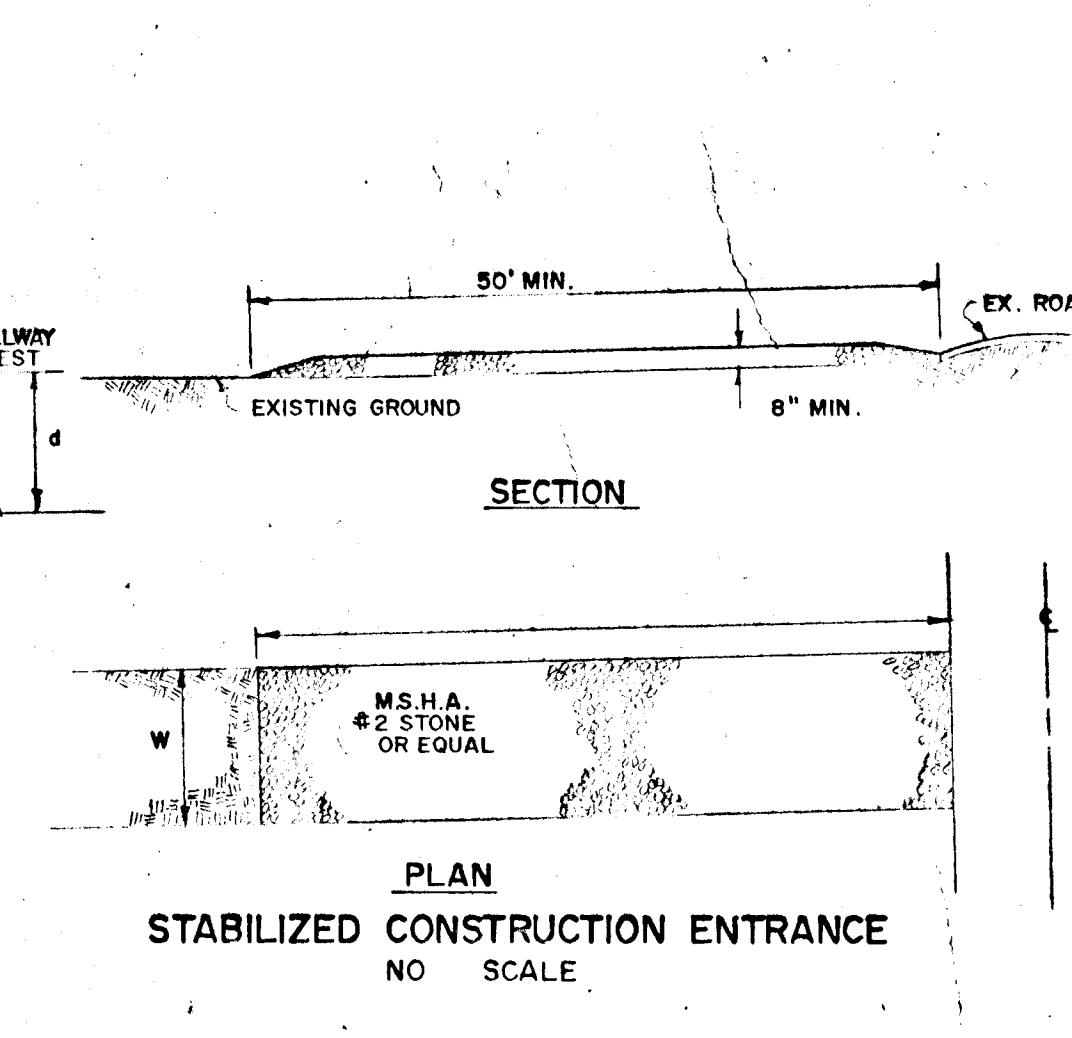 50' MIN.
EX. ROA
LWAY
EST
EXISTING GROUND
8" MIN.
d
SECTION
℄
M.S.H.A.
#2 STONE
OR EQUAL
W
PLAN
STABILIZED CONSTRUCTION ENTRANCE
NO SCALE